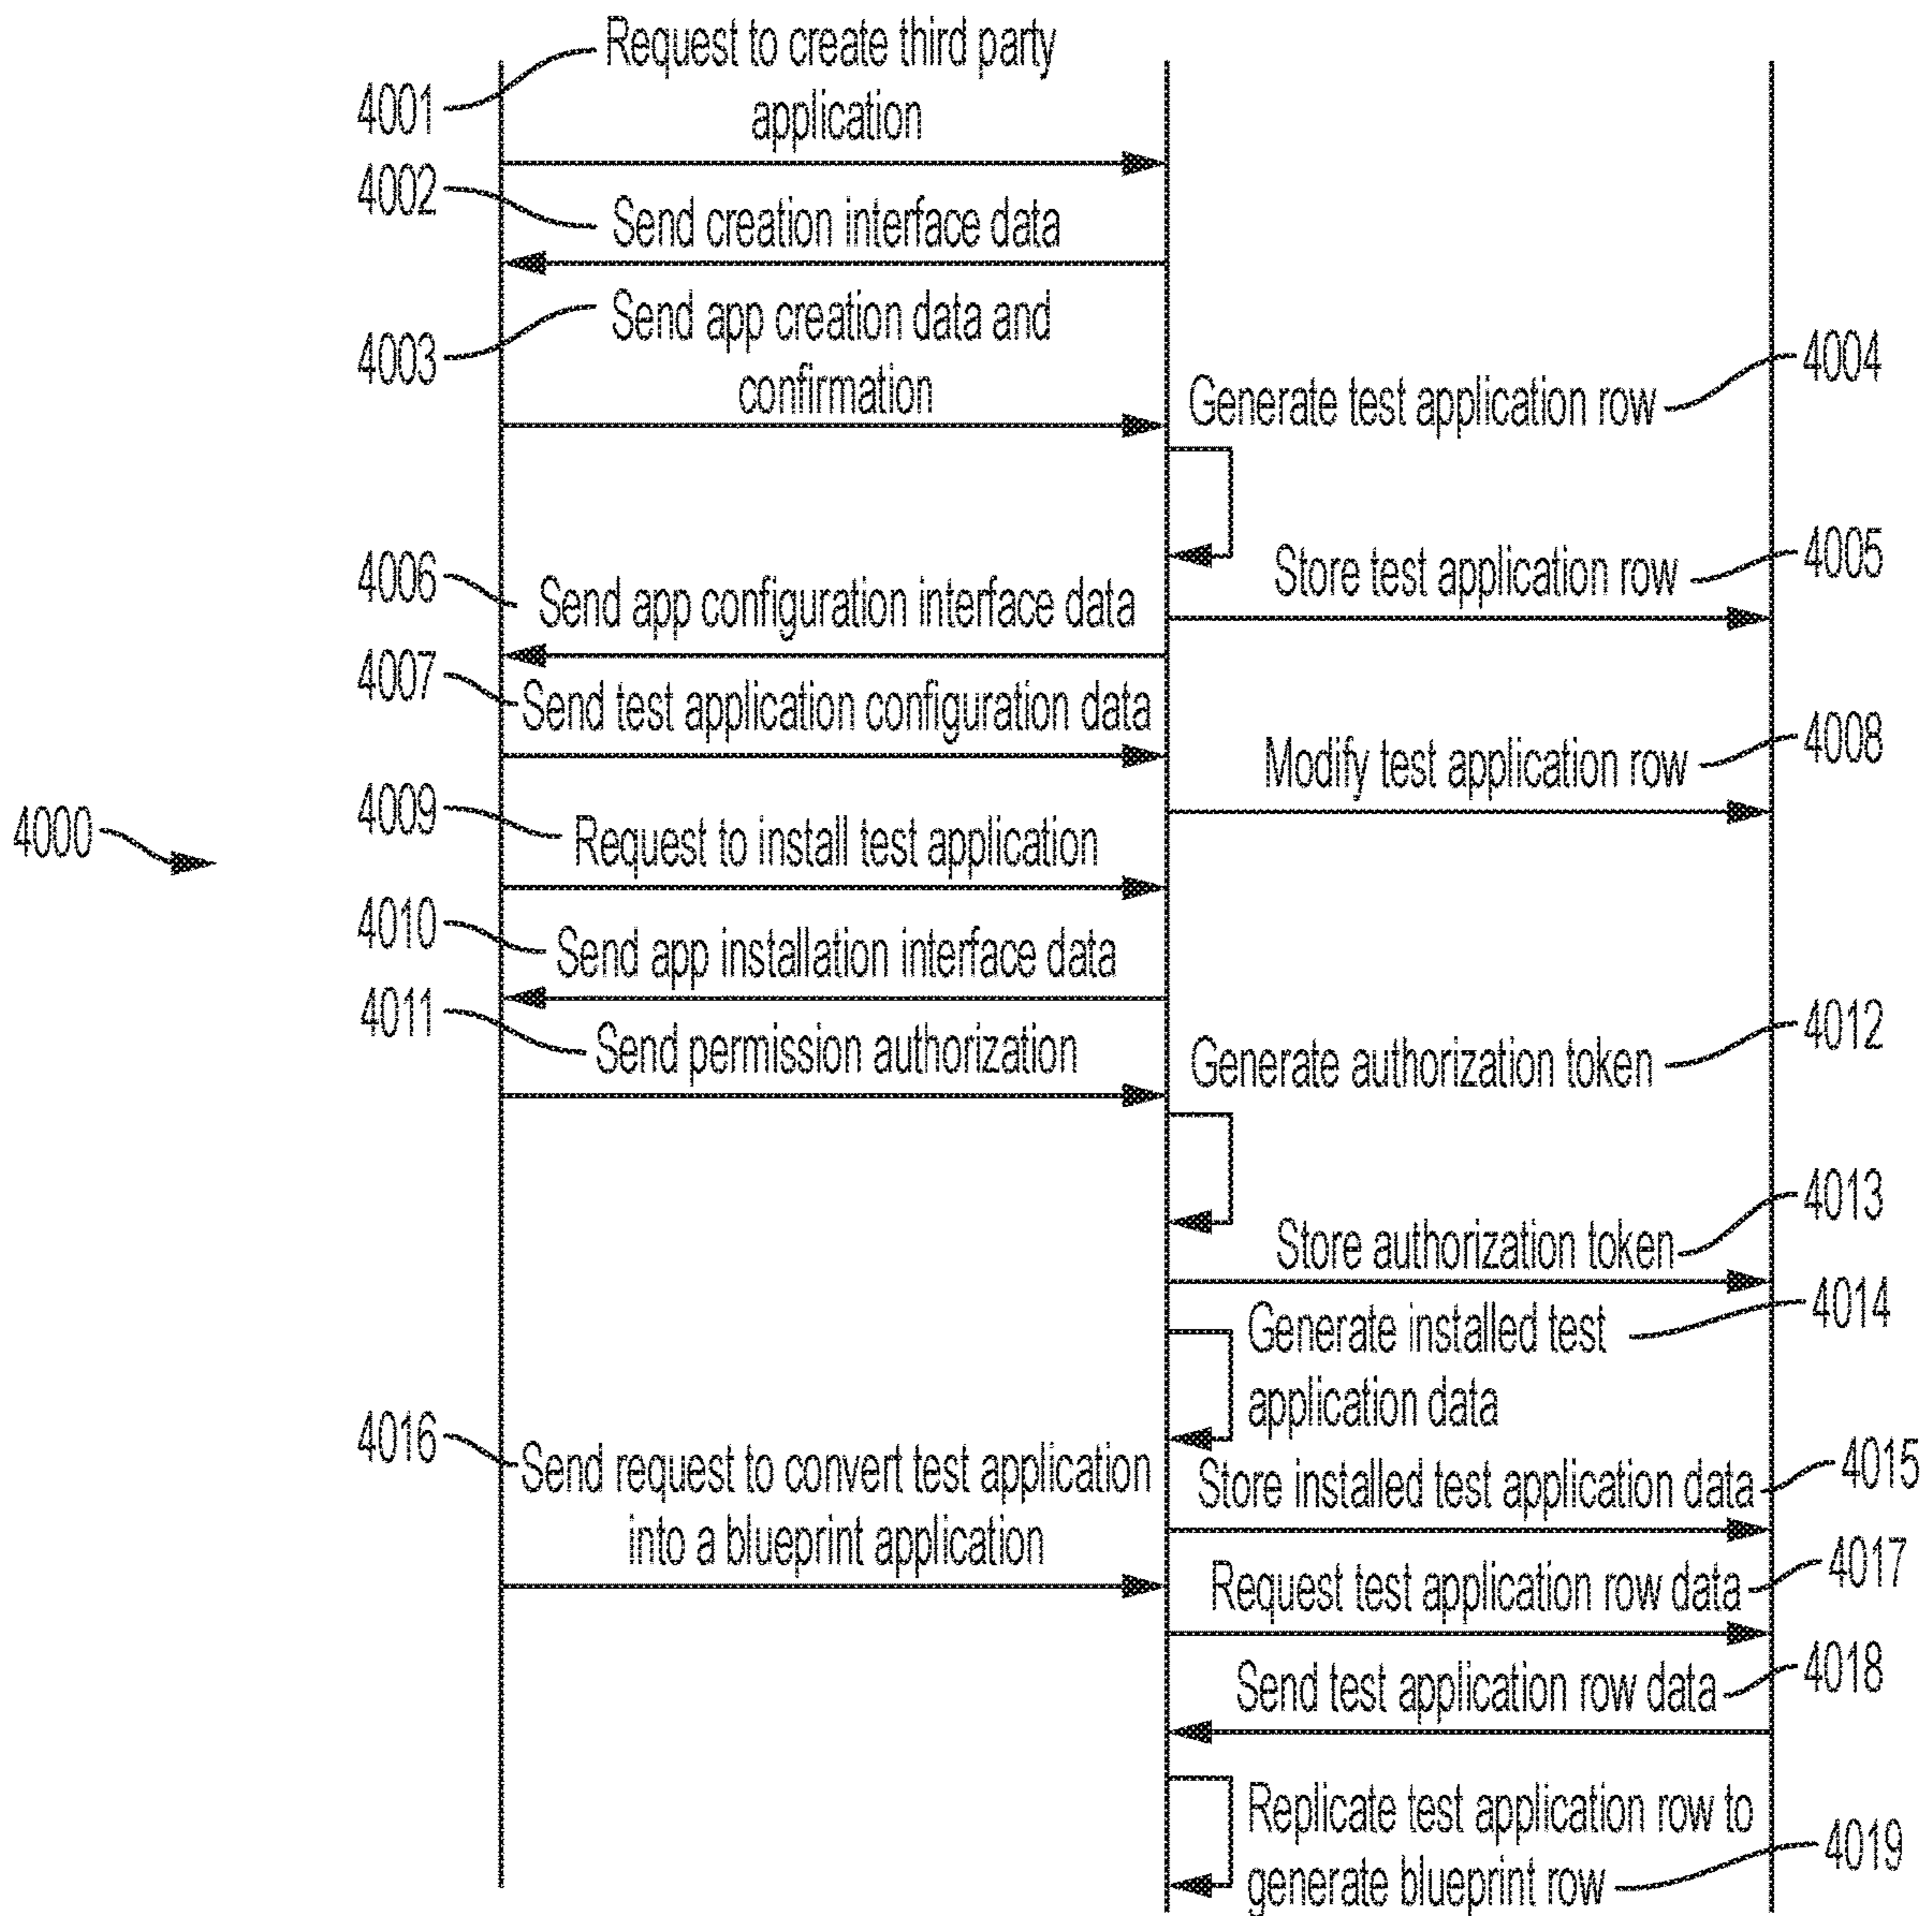 Request to create third party
application
4001
4002
Send creation interface data
Send app creation data and
confirmation
4003
4004
Generate test application row
4005
Store test application row
4006
Send app configuration interface data
4007
Send test application configuration data
4008
Modify test application row
4009
4000
Request to install test application
4010
Send app installation interface data
4011
Send permission authorization
4012
Generate authorization token
4013
Store authorization token
4014
Generate installed test
application data
4016
Send request to convert test application
into a blueprint application
4015
Store installed test application data
4017
Request test application row data
4018
Send test application row data
Replicate test application row to
generate blueprint row
4019